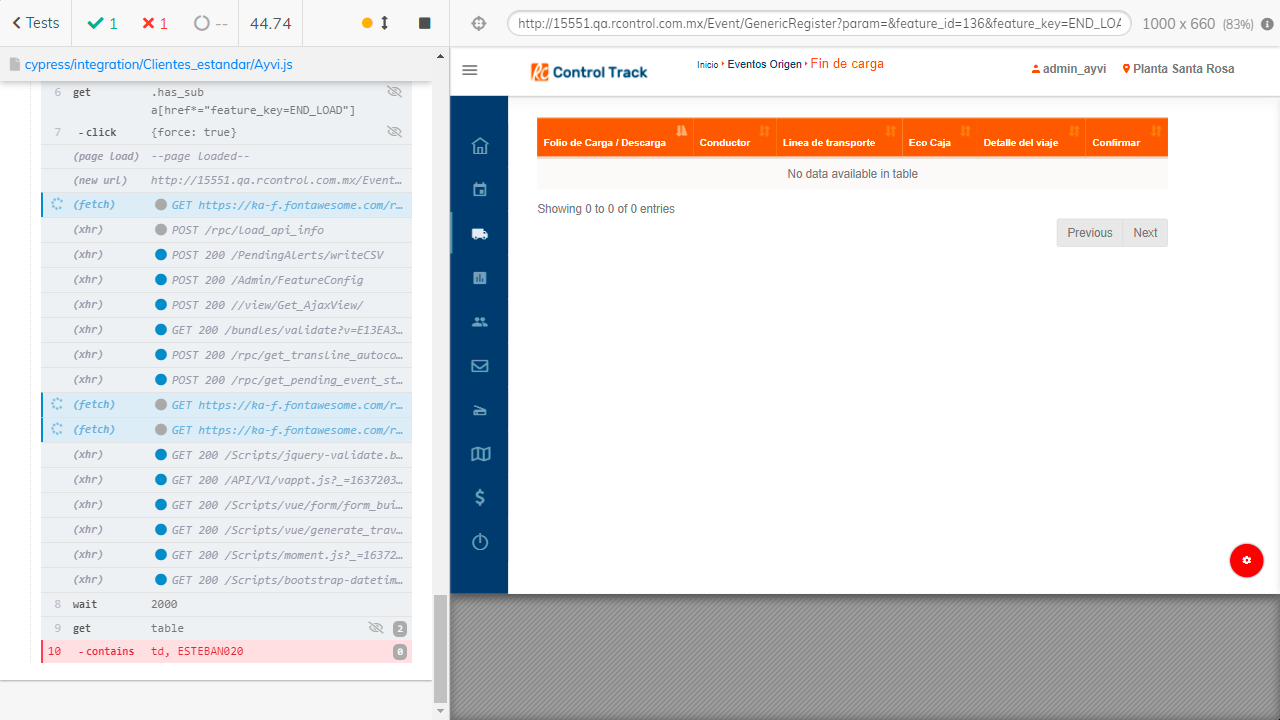 Tests
1
1
--
44.74
http://15551.qa.rcontrol.com.mx/Event/GenericRegister?param=&feature_id=136&feature_key=END_LOA
1000 x 660 (83%)
cypress/integration/Clientes_estandar/Ayvi.js
6 get .has_sub
a[href*="feature_key=END_LOAD"]
7 -click {force: true}
(page load) --page loaded--
(new url) http://15551.qa.rcontrol.com.mx/Event...
(fetch) GET https://ka-f.fontawesome.com/r...
(xhr) POST /rpc/load_api_info
(xhr) POST 200 /PendingAlerts/writeCSV
(xhr) POST 200 /Admin/FeatureConfig
(xhr) POST 200 //view/Get_AjaxView/
(xhr) GET 200 /bundles/validate?v=E13EA3...
(xhr) POST 200 /rpc/get_transline_autoco...
(xhr) POST 200 /rpc/get_pending_event_st...
(fetch) GET https://ka-f.fontawesome.com/r...
(fetch) GET https://ka-f.fontawesome.com/r...
(xhr) GET 200 /Scripts/jquery-validate.b...
(xhr) GET 200 /API/V1/vappt.js?_=1637203...
(xhr) GET 200 /Scripts/vue/form/form_bui...
(xhr) GET 200 /Scripts/vue/generate_trav...
(xhr) GET 200 /Scripts/moment.js?_=16372...
(xhr) GET 200 /Scripts/bootstrap-datetim...
8 wait 2000
9 get table 2
10 -contains td, ESTEBAN020 0
RC Control Track
Inicio Eventos Origen Fin de carga
admin_ayvi Planta Santa Rosa
Folio de Carga / Descarga Conductor Linea de transporte Eco Caja Detalle del viaje Confirmar
No data available in table
Showing 0 to 0 of 0 entries
Previous Next